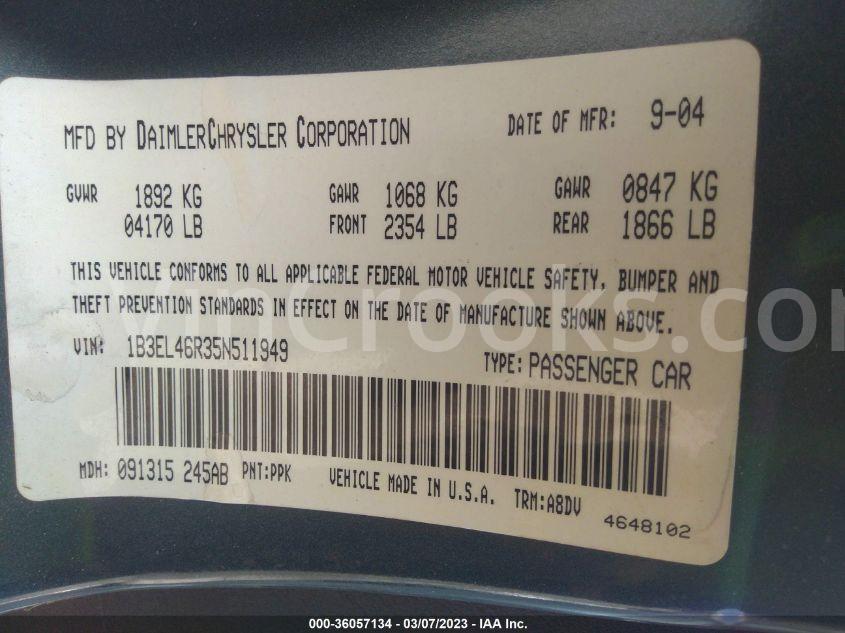 MFD BY DAIMLERCHRYSLER CORPORATION DATE OF MFR: 9-04
GVWR 1892 KG GAWR 1068 KG GAWR 0847 KG
04170 LB FRONT 2354 LB REAR 1866 LB
THIS VEHICLE CONFORMS TO ALL APPLICABLE FEDERAL MOTOR VEHICLE SAFETY, BUMPER AND
THEFT PREVENTION STANDARDS IN EFFECT ON THE DATE OF MANUFACTURE SHOWN ABOVE.
VinCrooks.com
VIN: 1B3EL46R35N511949 TYPE: PASSENGER CAR
MDH: 091315 245AB PNT:PPK VEHICLE MADE IN U.S.A. TRM:A8DV
4648102
000-36057134 — 03/07/2023 — IAA Inc.